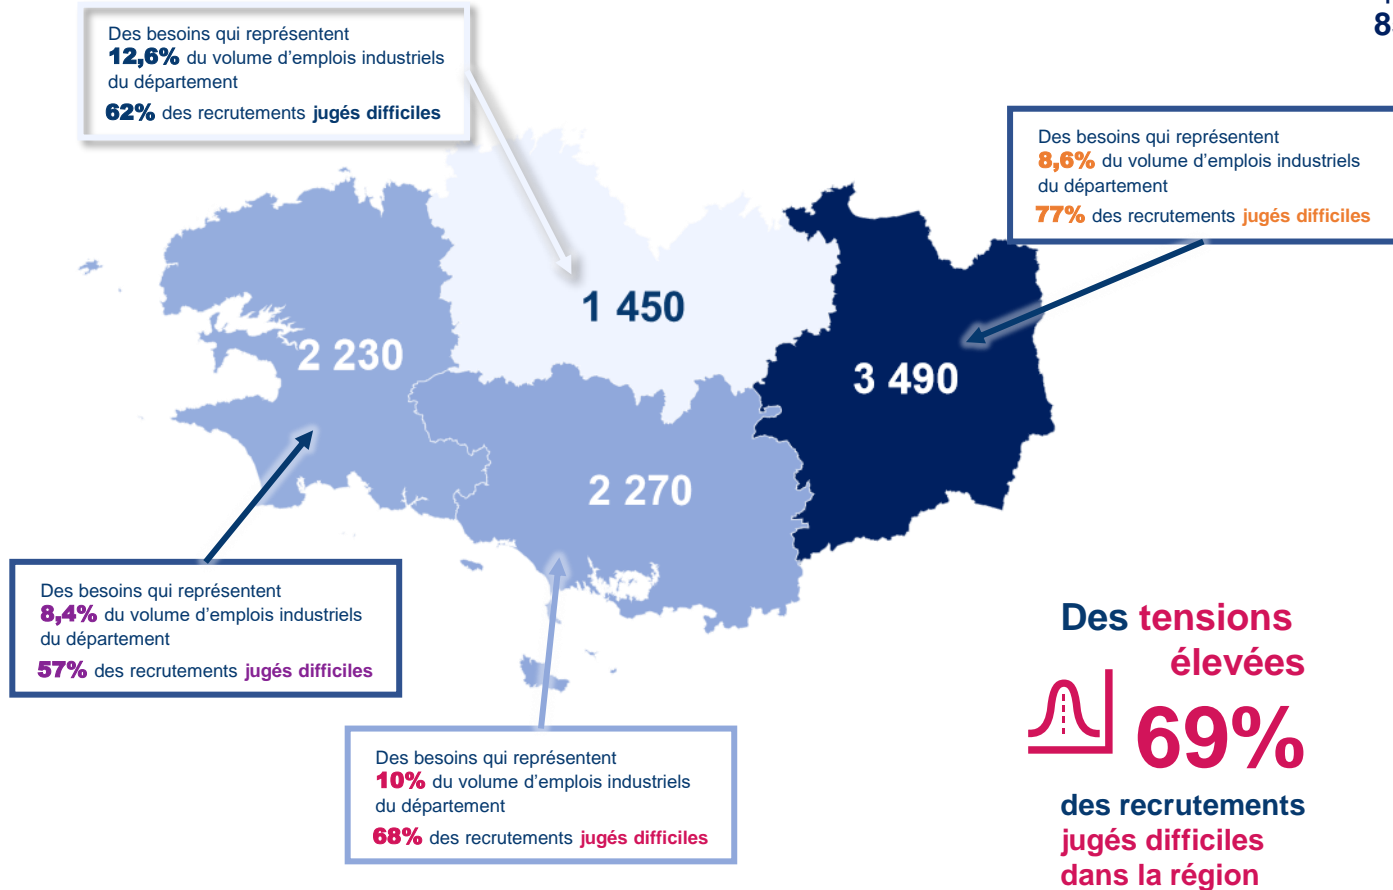 Des besoins qui représentent
12,6% du volume d'emplois industriels
du département
62% des recrutements jugés difficiles
Des besoins qui représentent
8,6% du volume d'emplois industriels
du département
77% des recrutements jugés difficiles
1 450
2 230
3 490
2 270
Des besoins qui représentent
8,4% du volume d'emplois industriels
du département
57% des recrutements jugés difficiles
Des besoins qui représentent
10% du volume d'emplois industriels
du département
68% des recrutements jugés difficiles
Des tensions
élevées
69%
des recrutements
jugés difficiles
dans la région